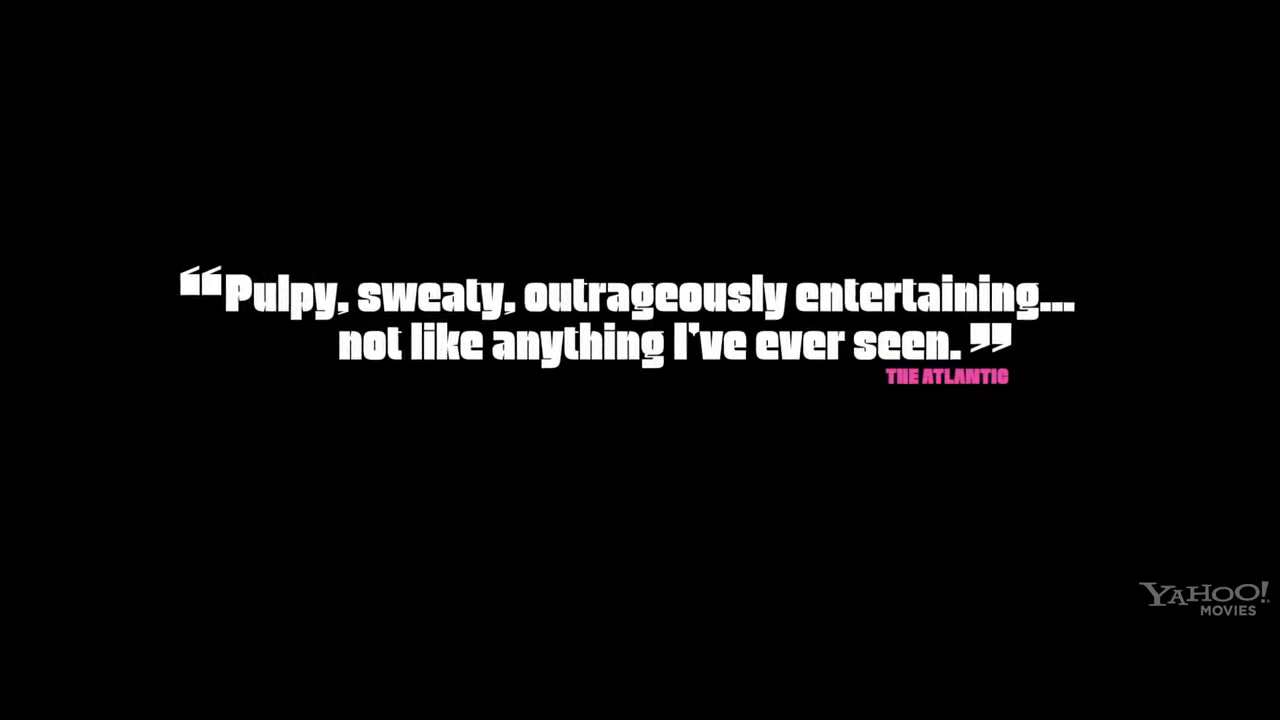 “Pulpy, sweaty, outrageously entertaining...
not like anything I've ever seen.”
THE ATLANTIC
YAHOO!
MOVIES